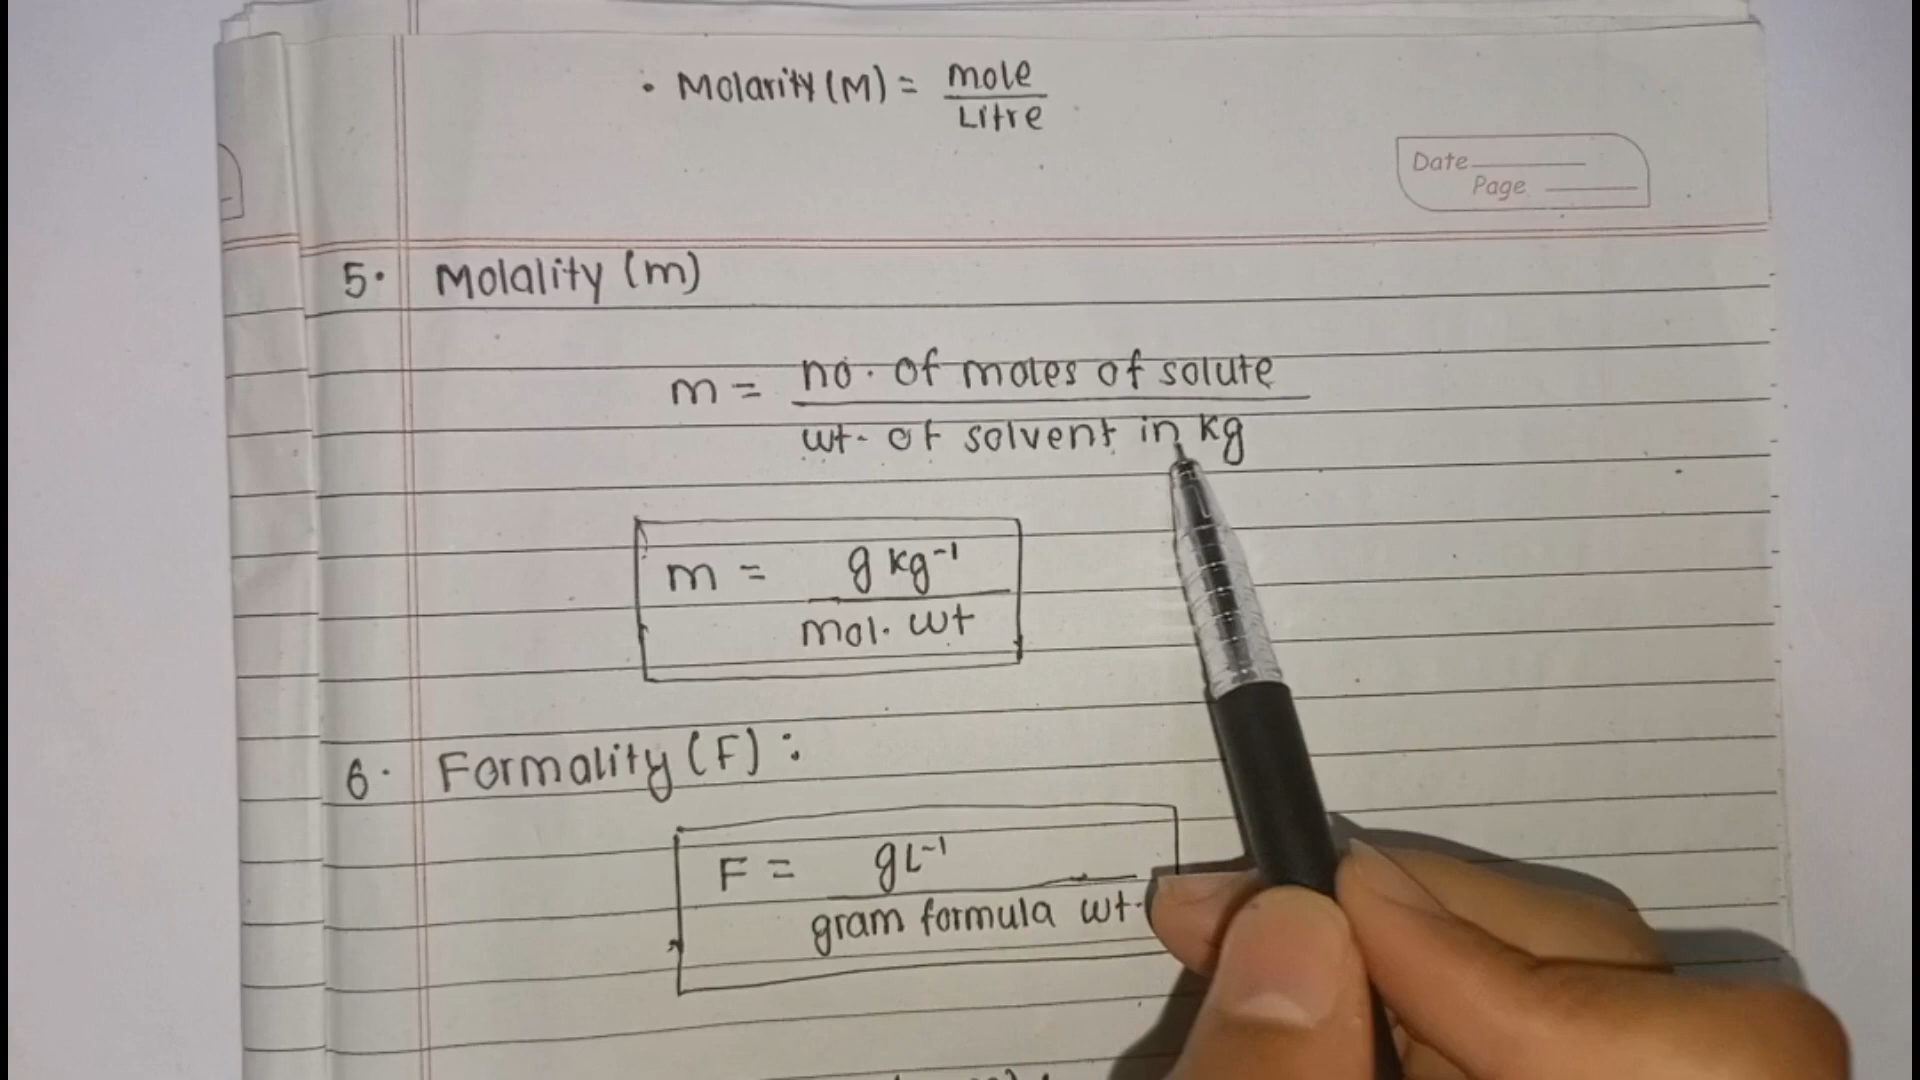 • Molarity (M) = mole
Litre
Date
Page
5. Molality (m)
m = no. of moles of solute
wt. of solvent in kg
m = g kg⁻¹
mol. wt
6. Formality (F) :
F = gL⁻¹
gram formula wt.